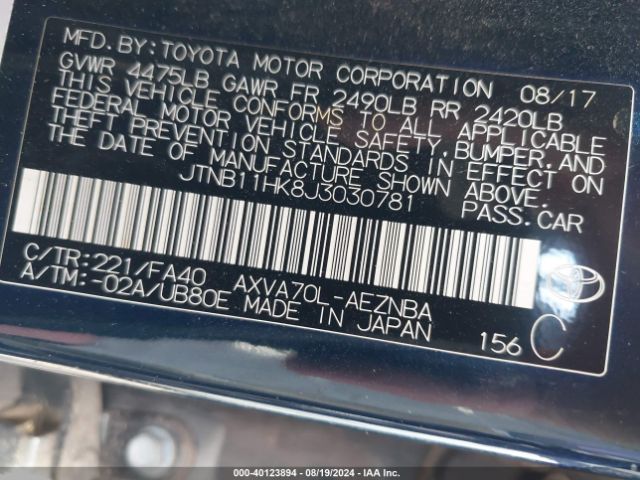 MFD.BY:TOYOTA MOTOR CORPORATION 08/17
GVWR 4475LB GAWR FR 2490LB RR 2420LB
THIS VEHICLE CONFORMS TO ALL APPLICABLE
FEDERAL MOTOR VEHICLE SAFETY,BUMPER,AND
THEFT PREVENTION STANDARDS IN EFFECT ON
THE DATE OF MANUFACTURE SHOWN ABOVE.
JTNB11HK8J3030781 PASS.CAR
C/TR:221/FA40 AXVA70L-AEZNBA
A/TM:-02A/UB80E MADE IN JAPAN
156 C
000-40123894 - 08/19/2024 - IAA Inc.